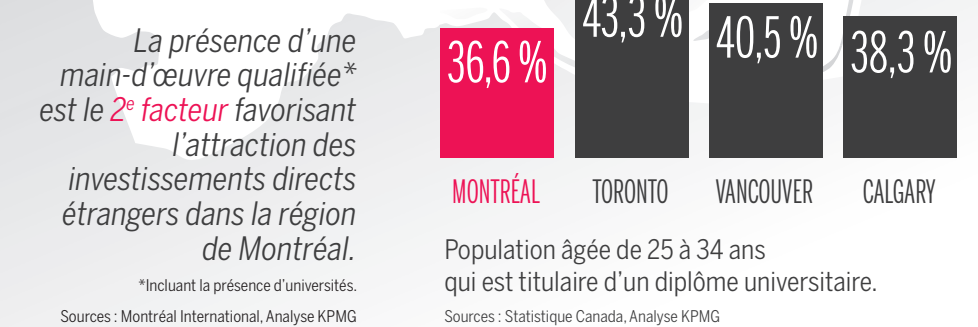 La présence d'une
main-d'œuvre qualifiée*
est le 2e facteur favorisant
l'attraction des
investissements directs
étrangers dans la région
de Montréal.
*Incluant la présence d'universités.
Sources : Montréal International, Analyse KPMG
36,6 % 43,3 % 40,5 % 38,3 %
MONTRÉAL TORONTO VANCOUVER CALGARY
Population âgée de 25 à 34 ans
qui est titulaire d'un diplôme universitaire.
Sources : Statistique Canada, Analyse KPMG